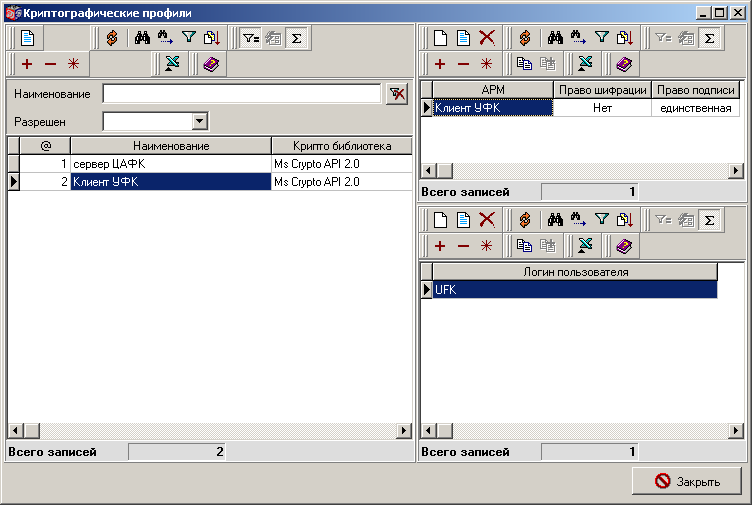 Криптографические профили
Наименование
Разрешен
@ Наименование Крипто библиотека
1 сервер ЦАФК Ms Crypto API 2.0
2 Клиент УФК Ms Crypto API 2.0
Всего записей 2
АРМ Право шифрации Право подписи
Клиент УФК Нет единственная
Всего записей 1
Логин пользователя
UFK
Всего записей 1
Закрыть